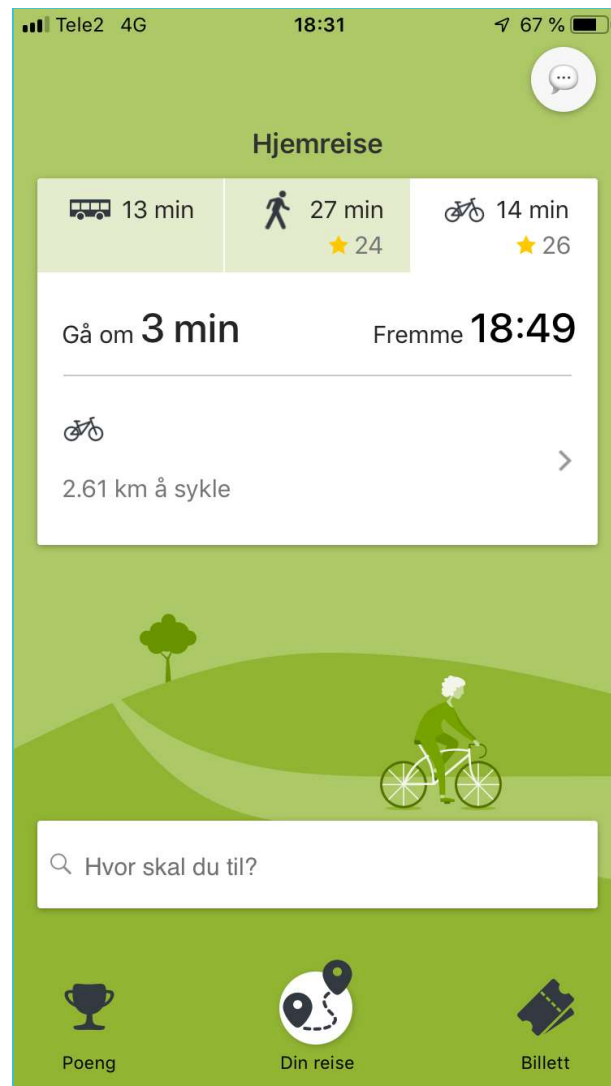 Tele2 4G 18:31 67 %
Hjemreise
13 min 27 min 14 min
24 26
Gå om 3 min Fremme 18:49
2.61 km å sykle
Hvor skal du til?
Poeng Din reise Billett